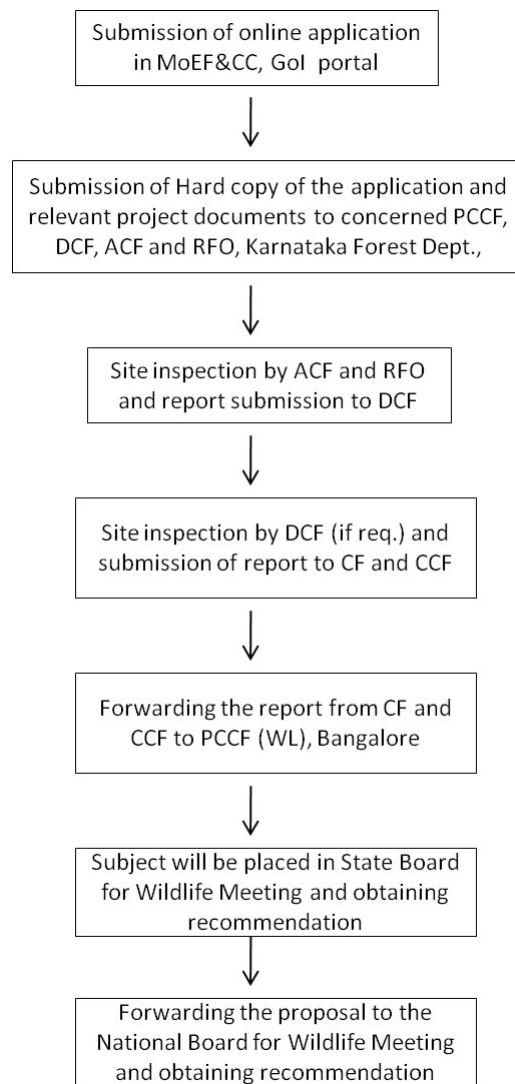 Submission of online application
in MoEF&CC, GoI portal
Submission of Hard copy of the application and
relevant project documents to concerned PCCF,
DCF, ACF and RFO, Karnataka Forest Dept.,
Site inspection by ACF and RFO
and report submission to DCF
Site inspection by DCF (if req.) and
submission of report to CF and CCF
Forwarding the report from CF and
CCF to PCCF (WL), Bangalore
Subject will be placed in State Board
for Wildlife Meeting and obtaining
recommendation
Forwarding the proposal to the
National Board for Wildlife Meeting
and obtaining recommendation